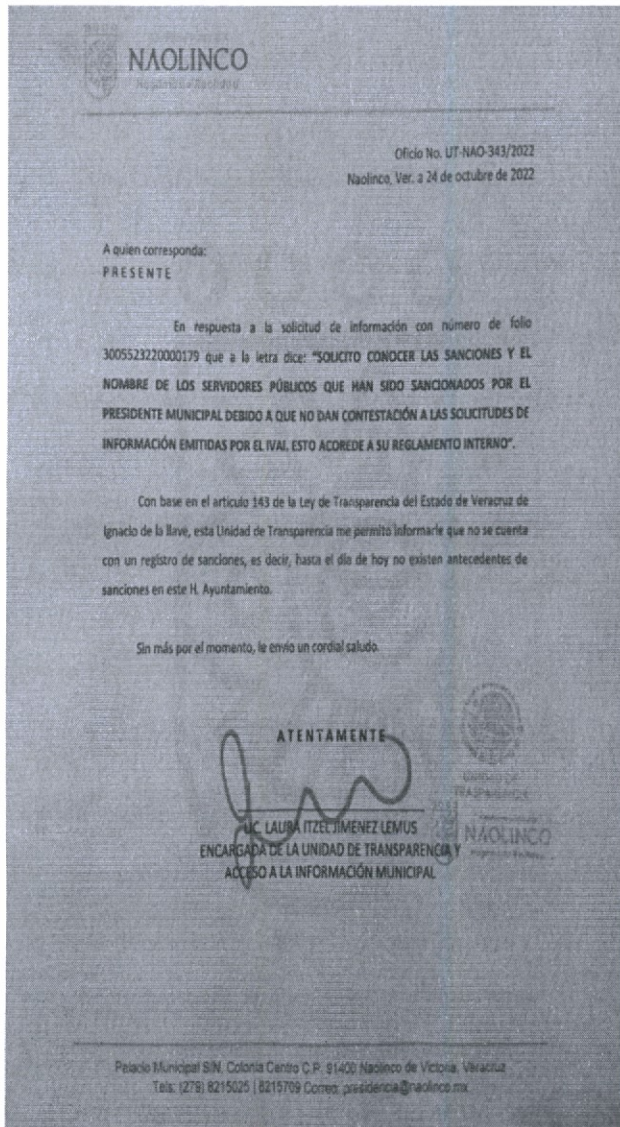 NAOLINCO
Oficio No. UT-NAO-343/2022
Naolinco, Ver. a 24 de octubre de 2022
A quien corresponda:
PRESENTE
En respuesta a la solicitud de información con número de folio
3005523220000179 que a la letra dice: "SOLICITO CONOCER LAS SANCIONES Y EL
NOMBRE DE LOS SERVIDORES PÚBLICOS QUE HAN SIDO SANCIONADOS POR EL
PRESIDENTE MUNICIPAL DEBIDO A QUE NO DAN CONTESTACIÓN A LAS SOLICITUDES DE
INFORMACIÓN EMITIDAS POR EL IVAI, ESTO ACOREDE A SU REGLAMENTO INTERNO".
Con base en el articulo 143 de la Ley de Transparencia del Estado de Veracruz de
Ignacio de la llave, esta Unidad de Transparencia me permito informarle que no se cuenta
con un registro de sanciones, es decir, hasta el día de hoy no existen antecedentes de
sanciones en este H. Ayuntamiento.
Sin más por el momento, le envío un cordial saludo.
ATENTAMENTE
LIC. LAURA ITZEL JIMENEZ LEMUS
ENCARGADA DE LA UNIDAD DE TRANSPARENCIA Y
ACCESO A LA INFORMACIÓN MUNICIPAL
UNIDAD DE
NAOLINCO
Palacio Municipal S/N, Colonia Centro C.P. 91400 Naolinco de Victoria, Veracruz
Tels: (279) 8215025 | 8215709 Correo: presidencia@naolinco.mx